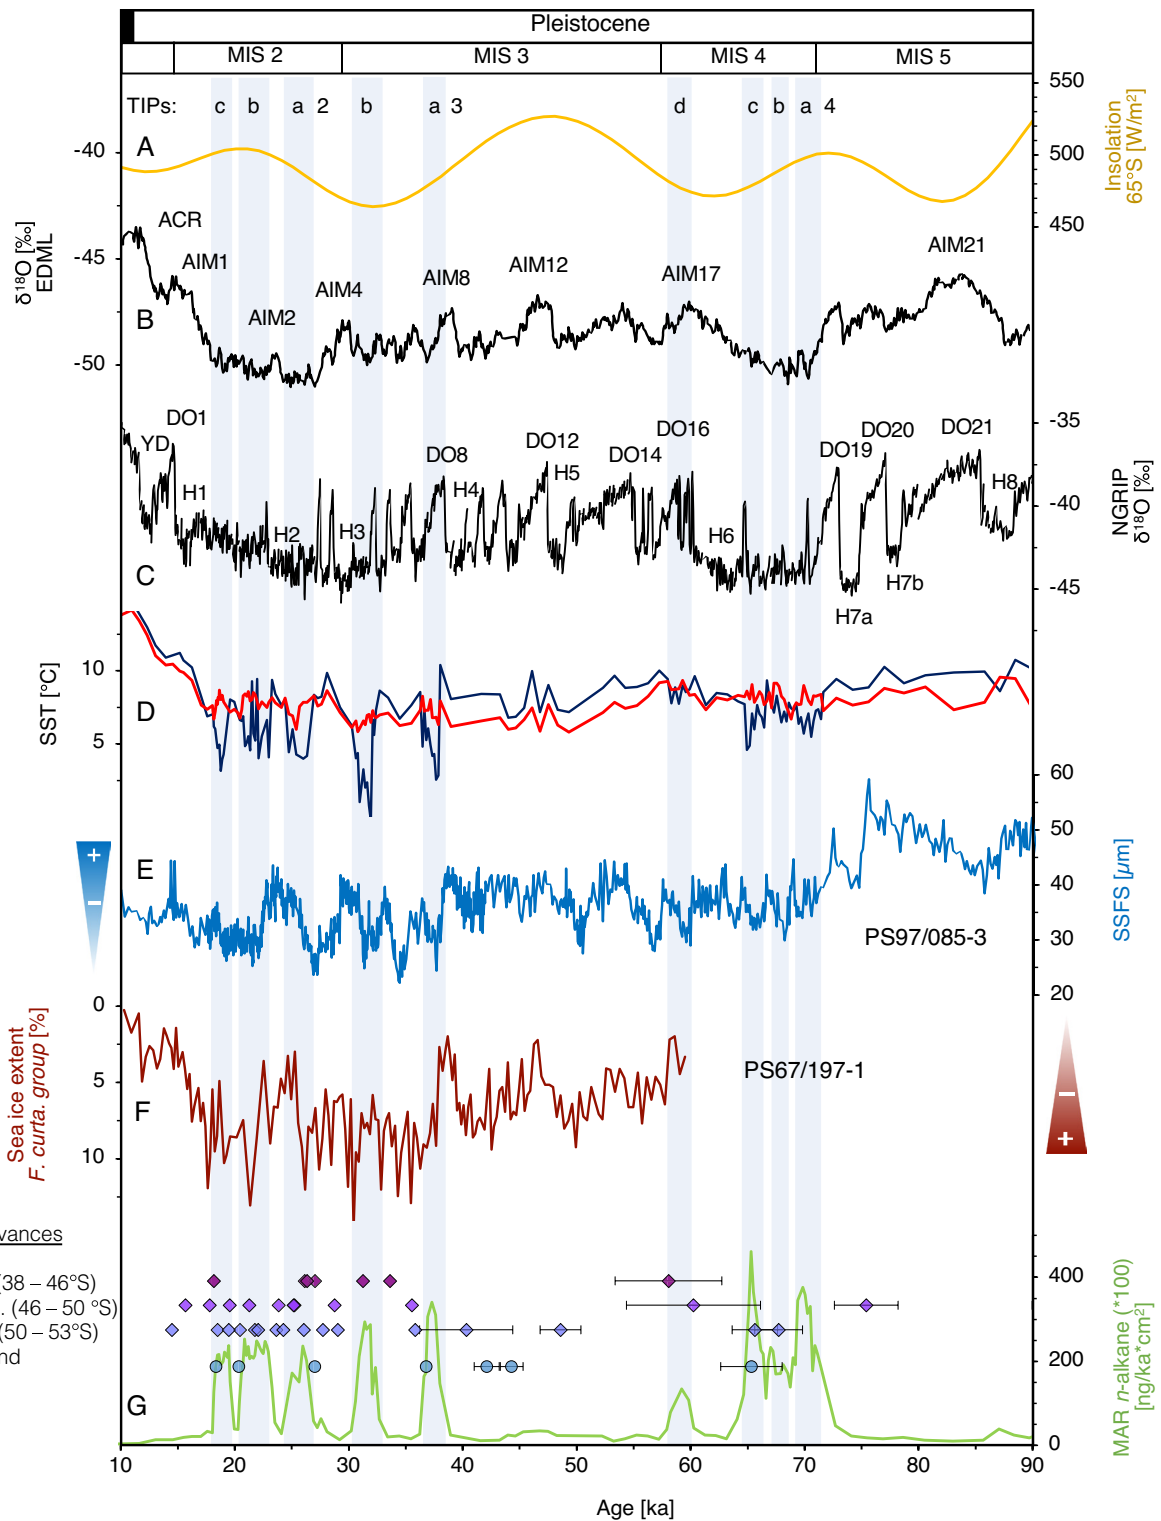 Pleistocene
MIS 2 MIS 3 MIS 4 MIS 5
TIPs: c b a 2 b a 3 d c b a 4
550
500
450
Insolation
65°S [W/m²]
A
-40
-45
-50
δ¹⁸O [‰]
EDML
ACR
AIM1
AIM2
AIM4
AIM8
AIM12
AIM17
AIM21
B
-35
-40
-45
NGRIP
δ¹⁸O [‰]
YD
DO1
H1
H2
H3
DO8
H4
DO12
H5
DO14
DO16
H6
DO19
DO20
DO21
H7a
H7b
H8
C
10
5
SST [°C]
D
60
50
40
30
20
SSFS [µm]
+
–
E
PS97/085-3
0
5
10
Sea ice extent
F. curta. group [%]
F
PS67/197-1
–
+
vances
(38 – 46°S)
. (46 – 50 °S)
(50 – 53°S)
nd
G
400
200
0
MAR n-alkane (*100)
[ng/ka*cm²]
10 20 30 40 50 60 70 80 90
Age [ka]